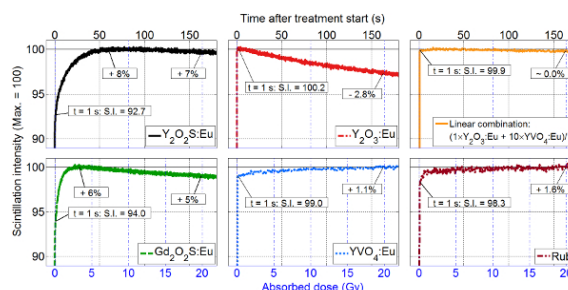 Time after treatment start (s)
0 50 100 150 0 50 100 150 0 50 100 150
Scintillation intensity (Max. = 100)
100
95
90
+ 8%
+ 7%
t = 1 s: S.I. = 92.7
Y2O2S:Eu
t = 1 s: S.I. = 100.2
- 2.8%
Y2O3:Eu
t = 1 s: S.I. = 99.9
~ 0.0%
Linear combination:
(1×Y2O3:Eu + 10×YVO4:Eu)/
100
95
90
+ 6%
+ 5%
t = 1 s: S.I. = 94.0
Gd2O2S:Eu
+ 1.1%
t = 1 s: S.I. = 99.0
YVO4:Eu
+ 1.6%
t = 1 s: S.I. = 98.3
Rub
0 5 10 15 20 0 5 10 15 20 0 5 10 15 20
Absorbed dose (Gy)